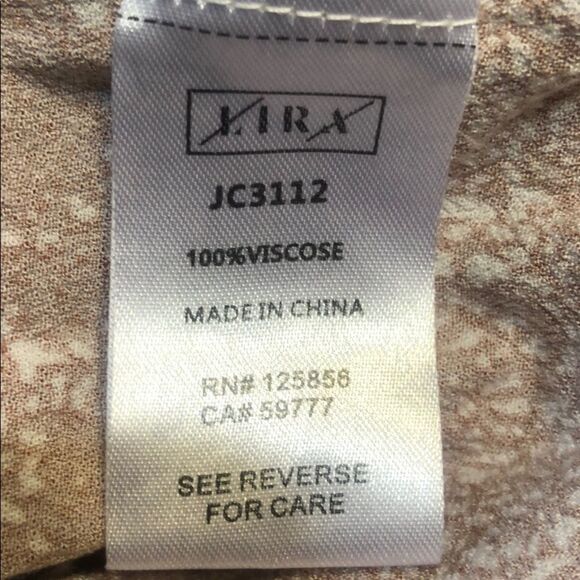 LIRA
JC3112
100%VISCOSE
MADE IN CHINA
RN# 125856
CA# 59777
SEE REVERSE
FOR CARE